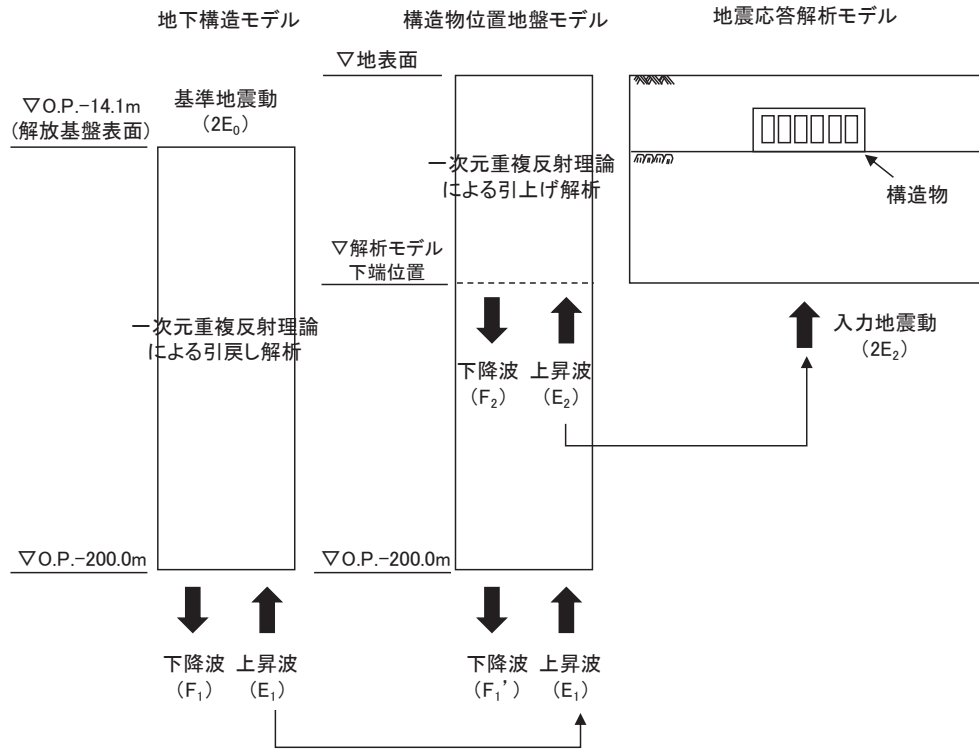 地下構造モデル
構造物位置地盤モデル
地震応答解析モデル
▽地表面
▽O.P.-14.1m
(解放基盤表面)
基準地震動
(2E₀)
一次元重複反射理論
による引上げ解析
構造物
▽解析モデル
下端位置
一次元重複反射理論
による引戻し解析
下降波
(F₂)
上昇波
(E₂)
入力地震動
(2E₂)
▽O.P.-200.0m
▽O.P.-200.0m
下降波
(F₁)
上昇波
(E₁)
下降波
(F₁’)
上昇波
(E₁)